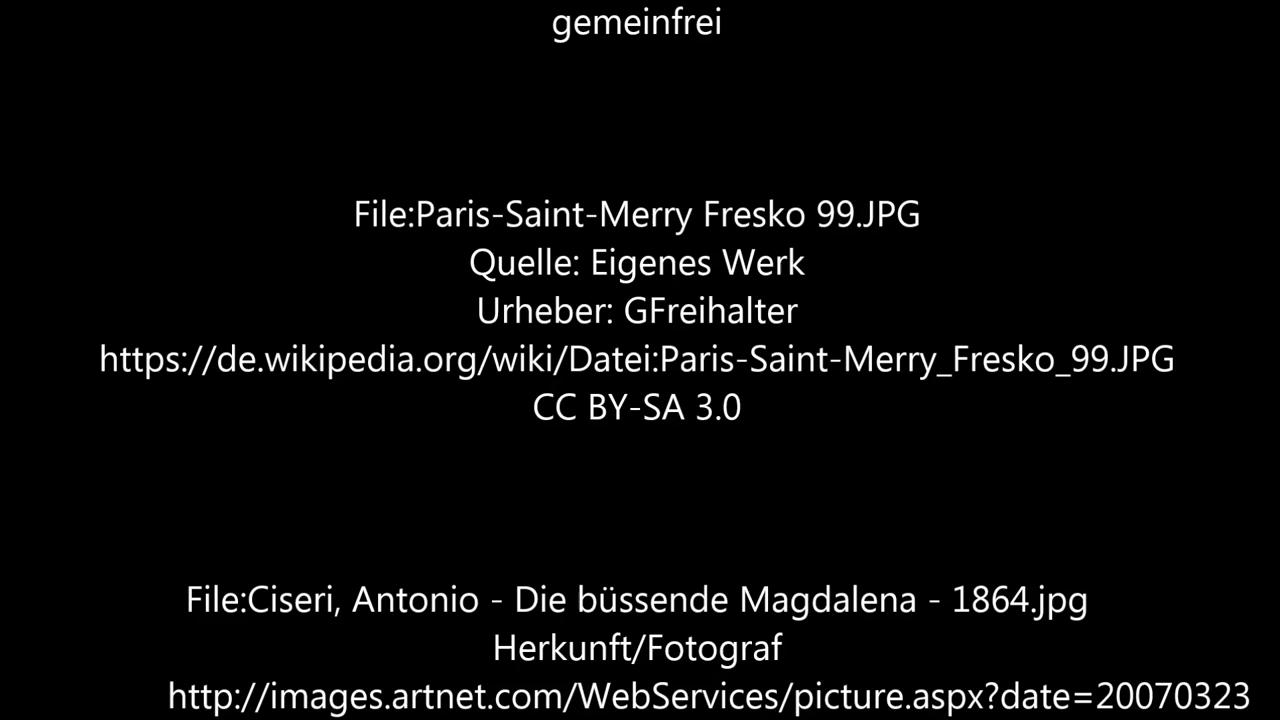 gemeinfrei
File:Paris-Saint-Merry Fresko 99.JPG
Quelle: Eigenes Werk
Urheber: GFreihalter
https://de.wikipedia.org/wiki/Datei:Paris-Saint-Merry_Fresko_99.JPG
CC BY-SA 3.0
File:Ciseri, Antonio - Die büssende Magdalena - 1864.jpg
Herkunft/Fotograf
http://images.artnet.com/WebServices/picture.aspx?date=20070323